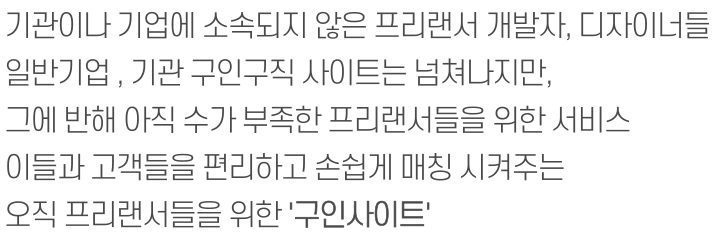 기관이나 기업에 소속되지 않은 프리랜서 개발자, 디자이너들
일반기업 , 기관 구인구직 사이트는 넘쳐나지만,
그에 반해 아직 수가 부족한 프리랜서들을 위한 서비스
이들과 고객들을 편리하고 손쉽게 매칭 시켜주는
오직 프리랜서들을 위한 '구인사이트'